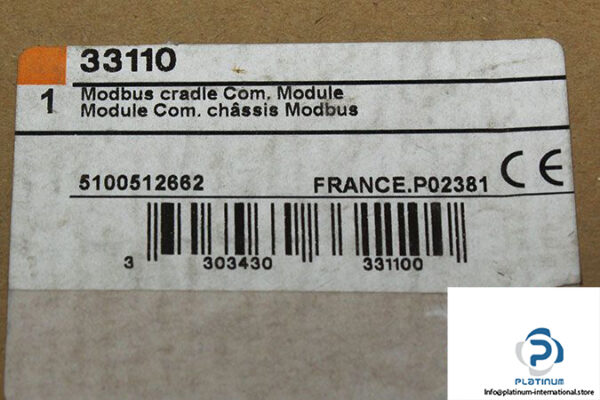 33110
1
Modbus cradle Com. Module
Module Com. châssis Modbus
5100512662 FRANCE.P02381 CE
3 303430 331100
PLATINUM
Info@platinum-international.store